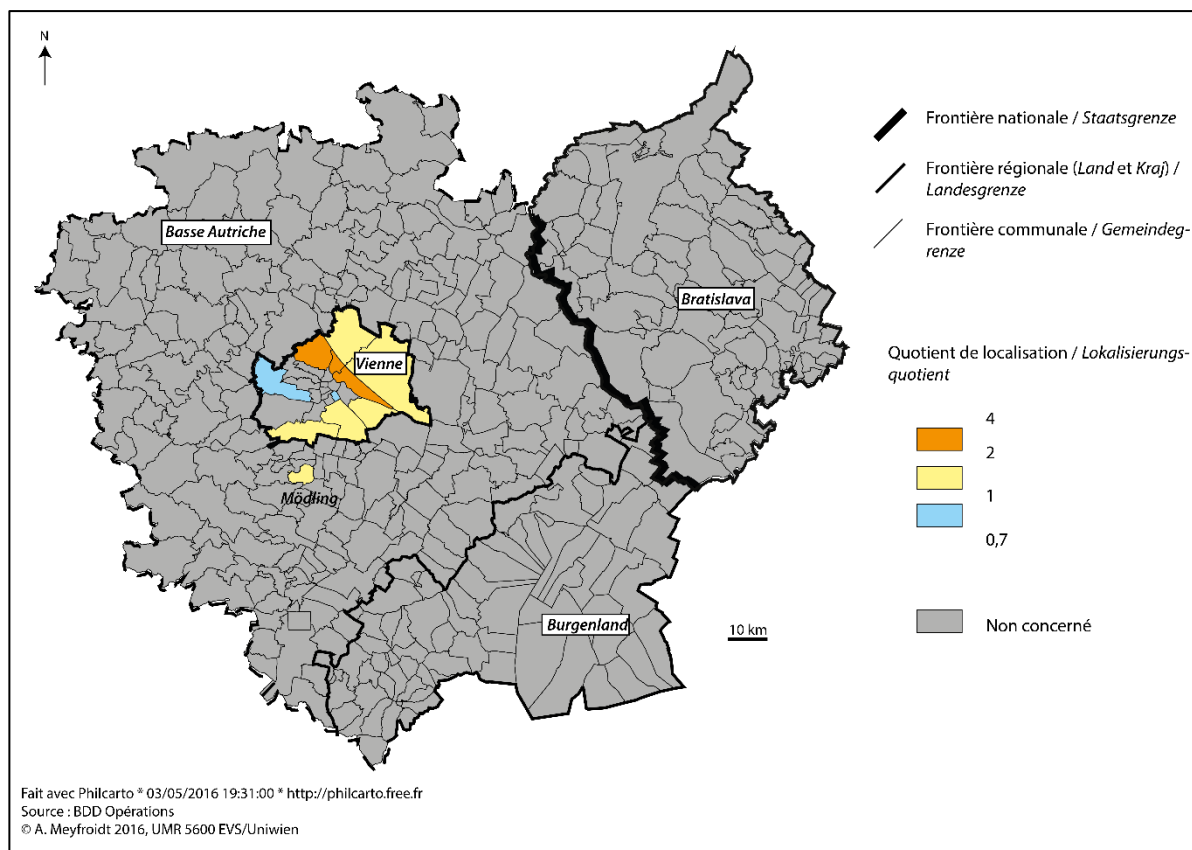 N
Frontière nationale / Staatsgrenze
Frontière régionale (Land et Kraj) /
Landesgrenze
Frontière communale / Gemeindeg-
renze
Basse Autriche
Bratislava
Vienne
Mödling
Burgenland
Quotient de localisation / Lokalisierungs-
quotient
4
2
1
0,7
Non concerné
10 km
Fait avec Philcarto * 03/05/2016 19:31:00 * http://philcarto.free.fr
Source : BDD Opérations
© A. Meyfroidt 2016, UMR 5600 EVS/Uniwien